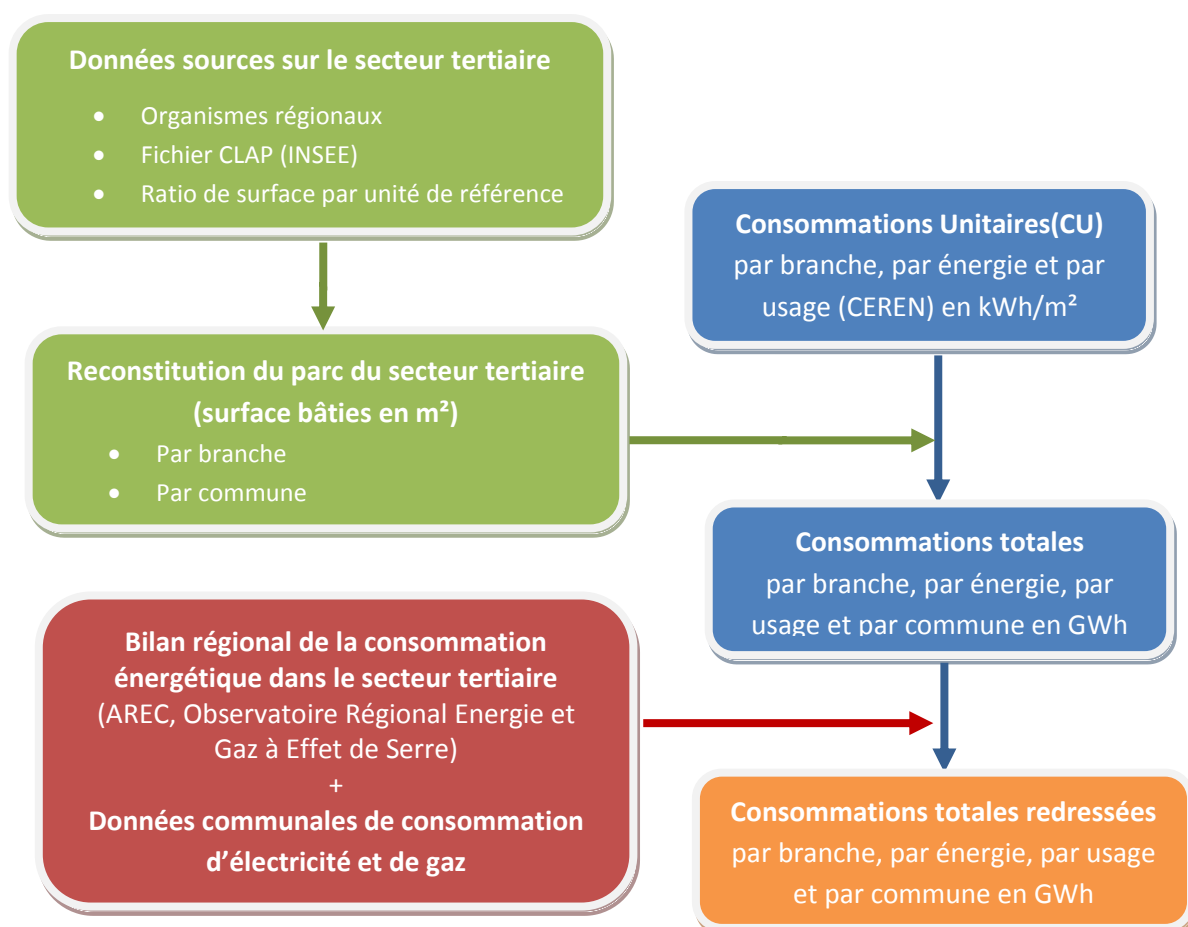 Données sources sur le secteur tertiaire
• Organismes régionaux
• Fichier CLAP (INSEE)
• Ratio de surface par unité de référence
Consommations Unitaires(CU)
par branche, par énergie et par
usage (CEREN) en kWh/m²
Reconstitution du parc du secteur tertiaire
(surface bâties en m²)
• Par branche
• Par commune
Consommations totales
par branche, par énergie, par
usage et par commune en GWh
Bilan régional de la consommation
énergétique dans le secteur tertiaire
(AREC, Observatoire Régional Energie et
Gaz à Effet de Serre)
+
Données communales de consommation
d'électricité et de gaz
Consommations totales redressées
par branche, par énergie, par usage
et par commune en GWh